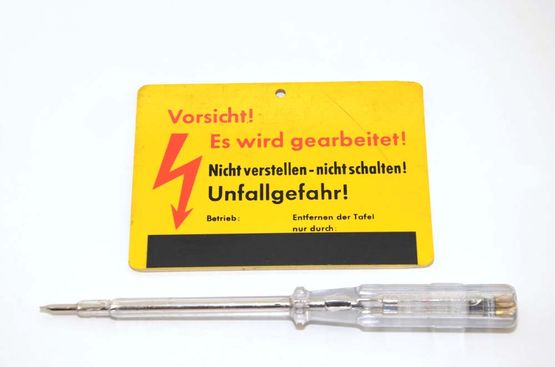 Vorsicht!
Es wird gearbeitet!
Nicht verstellen - nicht schalten!
Unfallgefahr!
Betrieb: Entfernen der Tafel
nur durch: